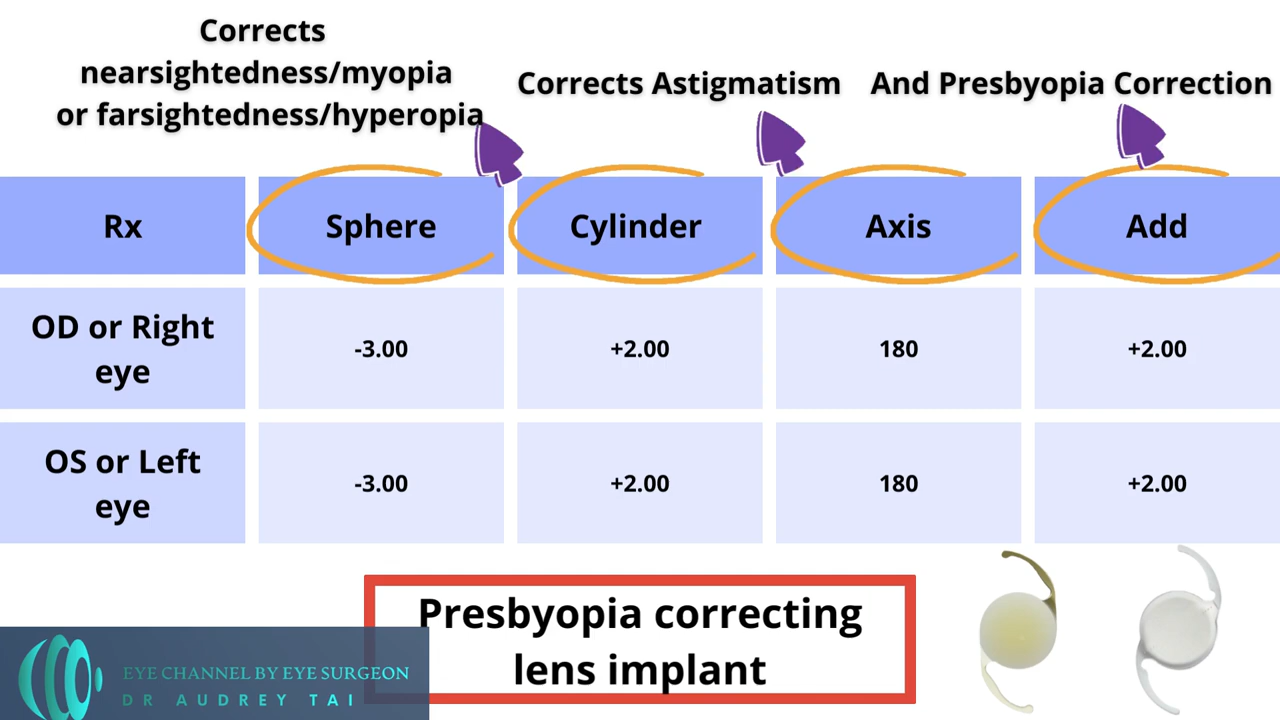 Corrects
nearsightedness/myopia
or farsightedness/hyperopia
Corrects Astigmatism
And Presbyopia Correction
Rx Sphere Cylinder Axis Add
OD or Right
eye
-3.00 +2.00 180 +2.00
OS or Left
eye
-3.00 +2.00 180 +2.00
Presbyopia correcting
lens implant
EYE CHANNEL BY EYE SURGEON
DR AUDREY TAI